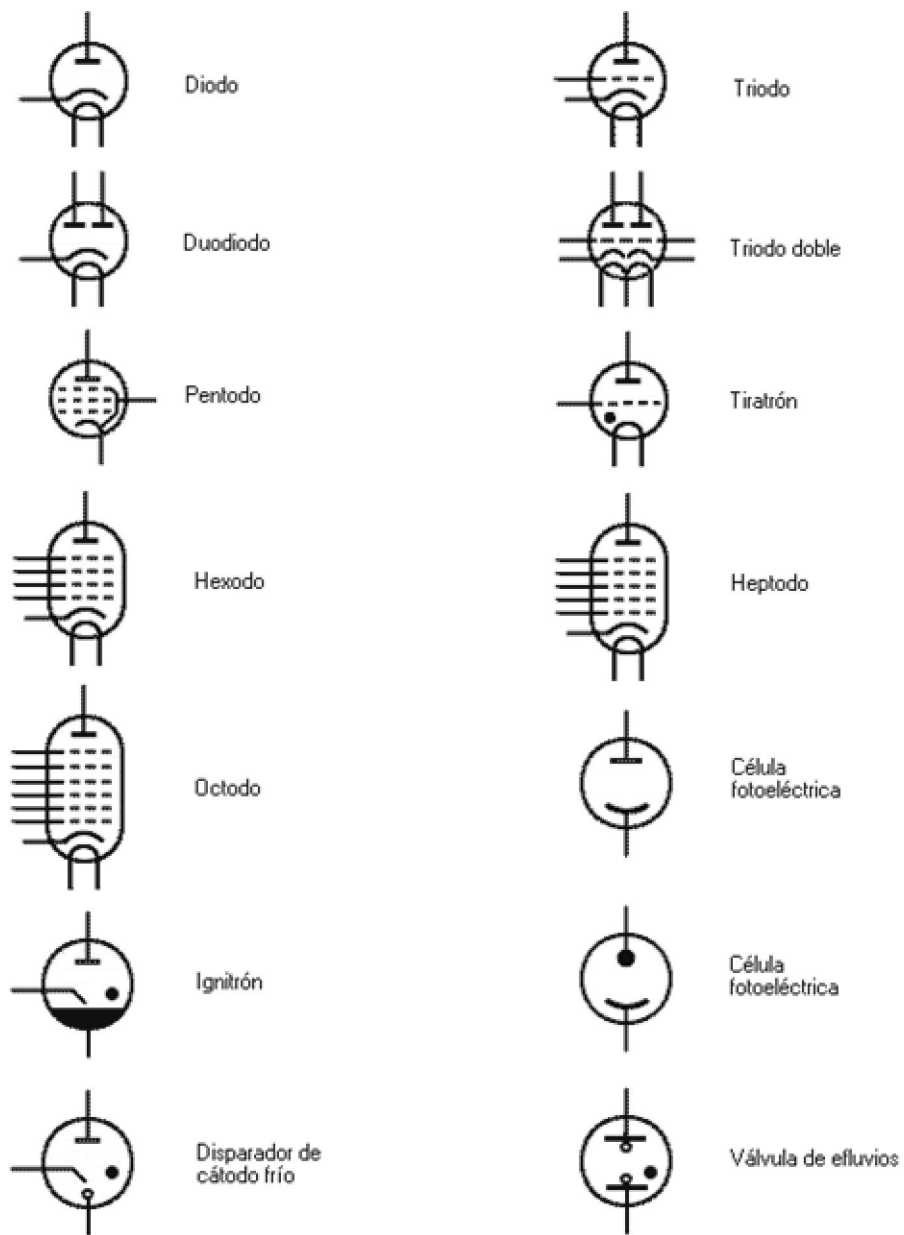 Diodo
Triodo
Duodiodo
Triodo doble
Pentodo
Tiratrón
Hexodo
Heptodo
Octodo
Célula
fotoeléctrica
Ignitrón
Célula
fotoeléctrica
Disparador de
cátodo frío
Válvula de efluvios